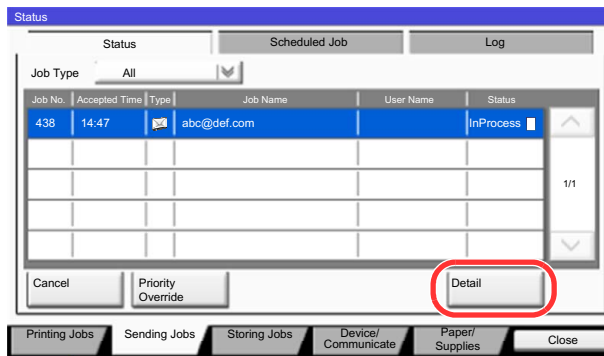 Status
Status Scheduled Job Log
Job Type All
Job No. Accepted Time Type Job Name User Name Status
438 14:47 abc@def.com InProcess
1/1
Cancel Priority Override Detail
Printing Jobs Sending Jobs Storing Jobs Device/ Communicate Paper/ Supplies Close